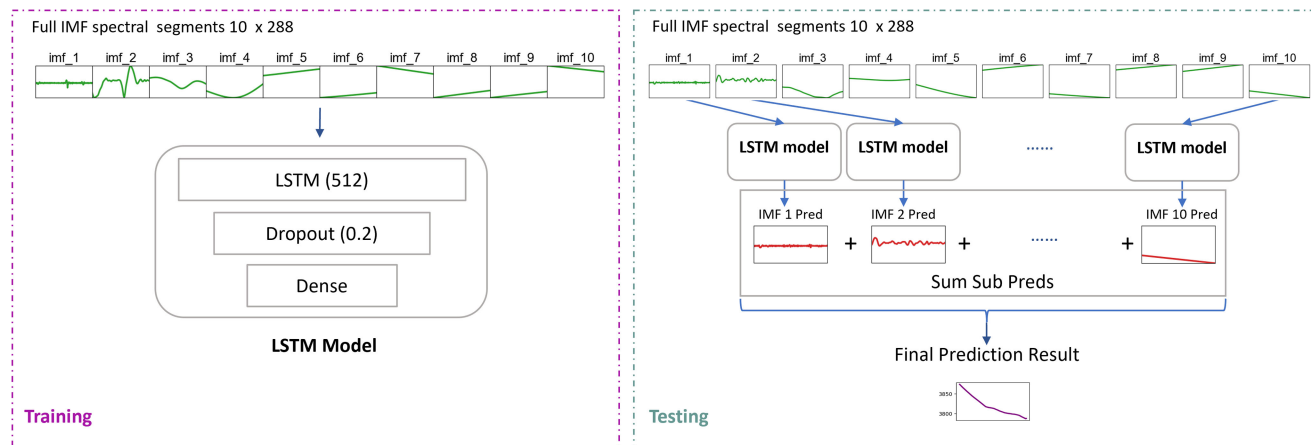 Full IMF spectral segments 10 x 288
imf_1 imf_2 imf_3 imf_4 imf_5 imf_6 imf_7 imf_8 imf_9 imf_10
LSTM (512)
Dropout (0.2)
Dense
LSTM Model
Training
Full IMF spectral segments 10 x 288
imf_1 imf_2 imf_3 imf_4 imf_5 imf_6 imf_7 imf_8 imf_9 imf_10
LSTM model LSTM model ...... LSTM model
IMF 1 Pred IMF 2 Pred IMF 10 Pred
+ + ...... +
Sum Sub Preds
Final Prediction Result
3850
3800
Testing